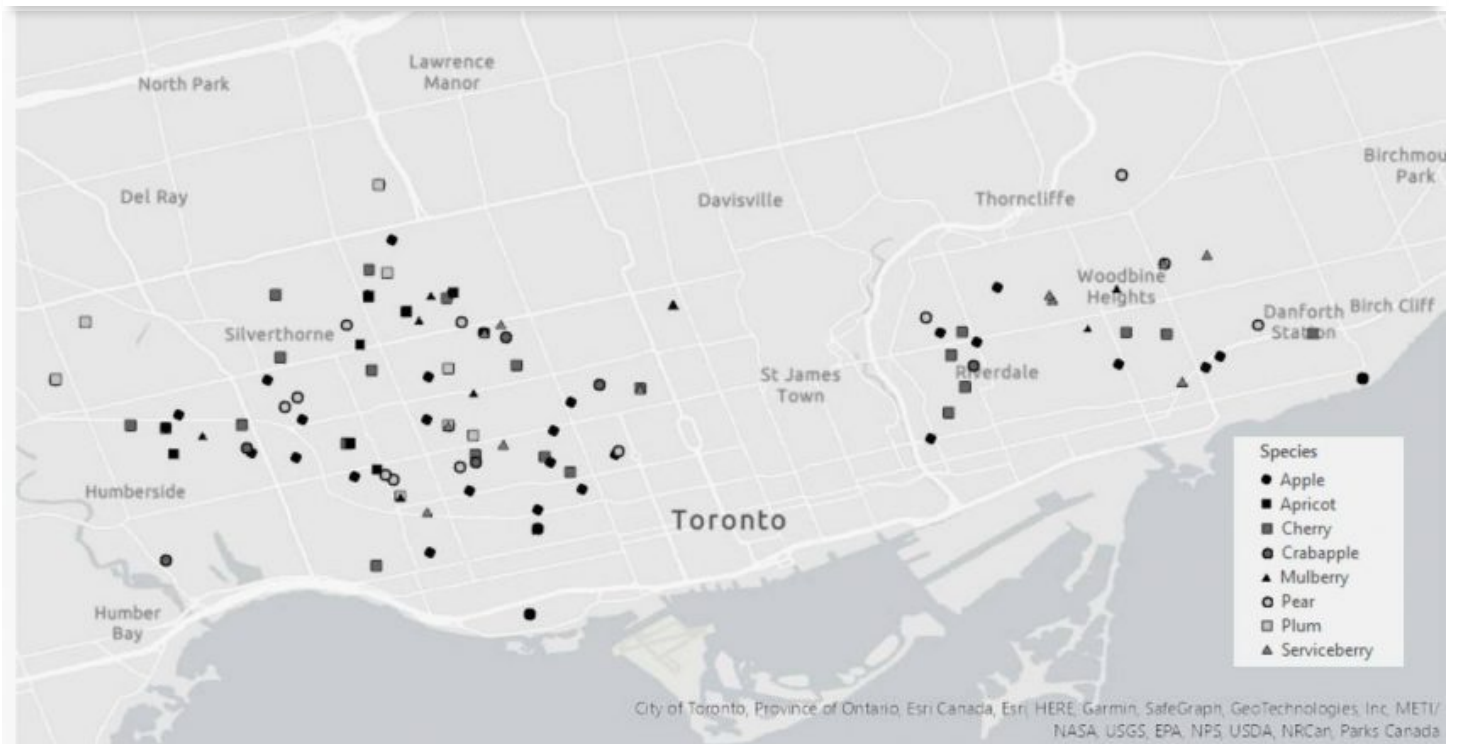 North Park
Lawrence
Manor
Birchmou
Park
Del Ray
Davisville
Thorncliffe
Woodbine
Heights
Silverthorne
Danforth
Station
Birch Cliff
St James
Town
Riverdale
Humberside
Toronto
Humber
Bay
Species
Apple
Apricot
Cherry
Crabapple
Mulberry
Pear
Plum
Serviceberry
City of Toronto, Province of Ontario, Esri Canada, Esri, HERE, Garmin, SafeGraph, GeoTechnologies, Inc, METI/
NASA, USGS, EPA, NPS, USDA, NRCan, Parks Canada